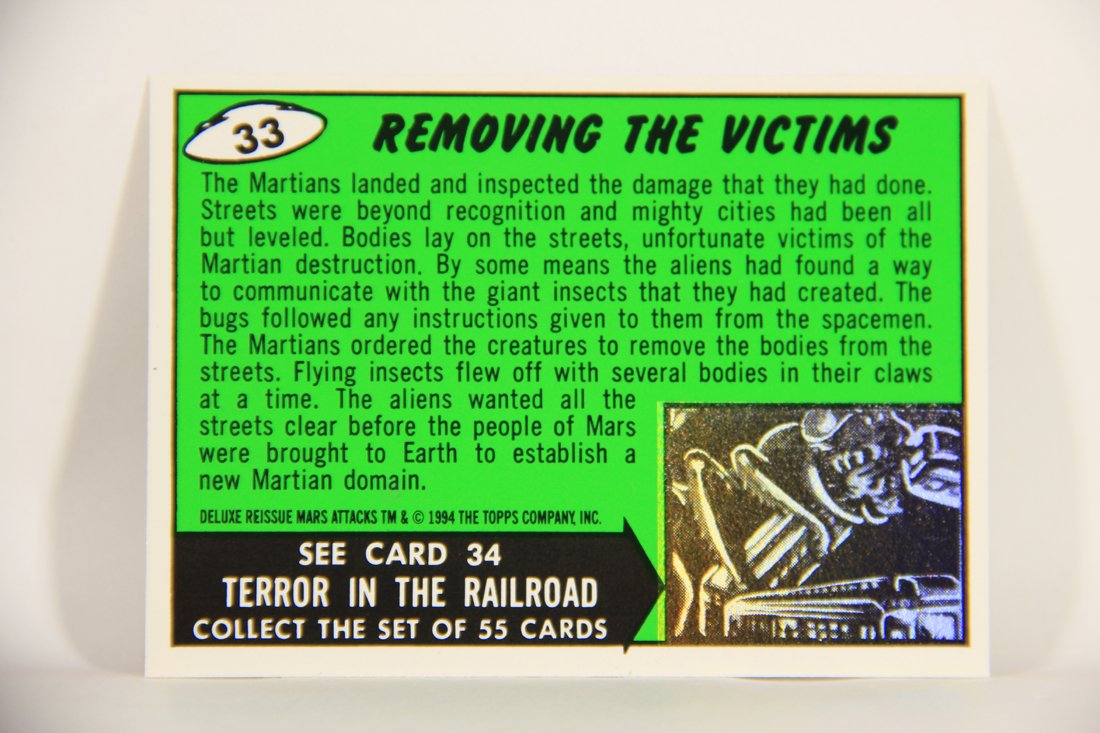 33
REMOVING THE VICTIMS
The Martians landed and inspected the damage that they had done.
Streets were beyond recognition and mighty cities had been all
but leveled. Bodies lay on the streets, unfortunate victims of the
Martian destruction. By some means the aliens had found a way
to communicate with the giant insects that they had created. The
bugs followed any instructions given to them from the spacemen.
The Martians ordered the creatures to remove the bodies from the
streets. Flying insects flew off with several bodies in their claws
at a time. The aliens wanted all the
streets clear before the people of Mars
were brought to Earth to establish a
new Martian domain.
DELUXE REISSUE MARS ATTACKS TM & © 1994 THE TOPPS COMPANY, INC.
SEE CARD 34
TERROR IN THE RAILROAD
COLLECT THE SET OF 55 CARDS